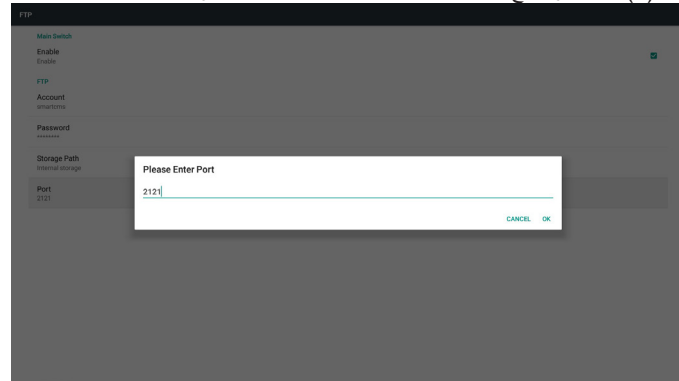 FTP
Main Switch
Enable
Enable
FTP
Account
smartcms
Password
********
Storage Path
Internal storage
Port
2121
Please Enter Port
2121
CANCEL OK